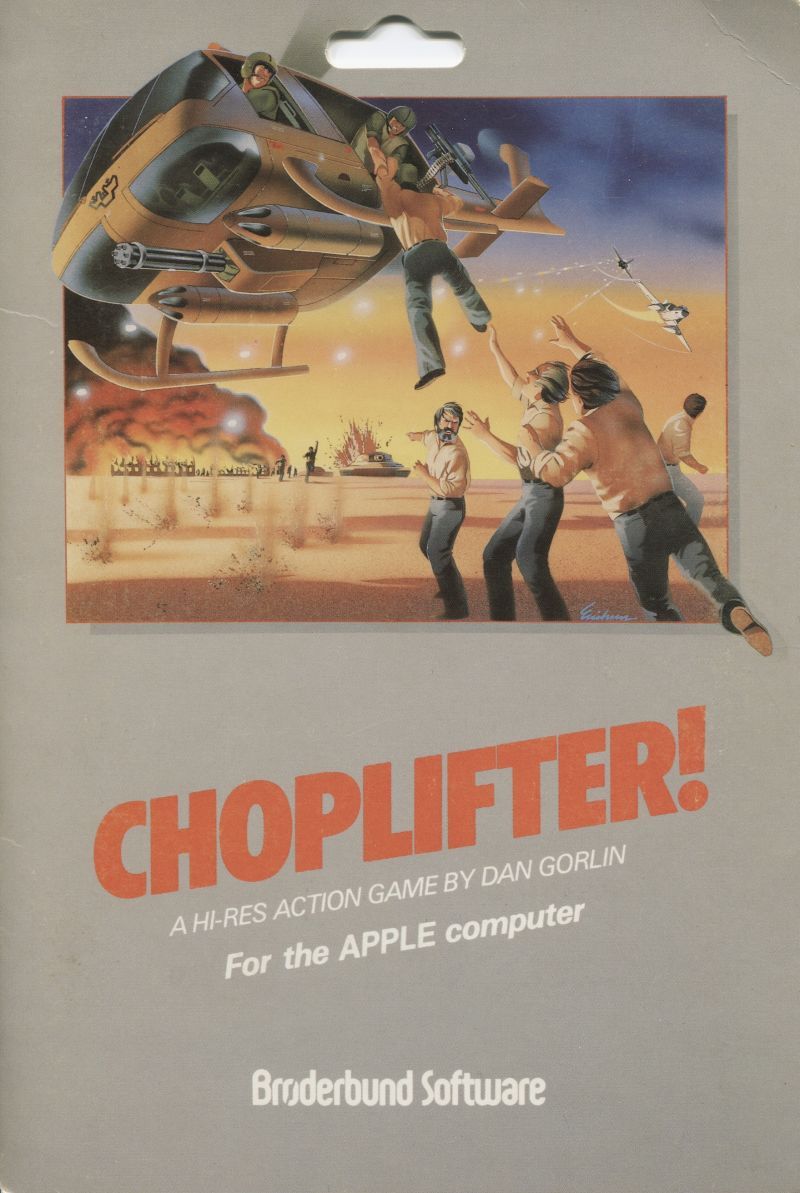 CHOPLIFTER!
A HI-RES ACTION GAME BY DAN GORLIN
For the APPLE computer
Brøderbund Software